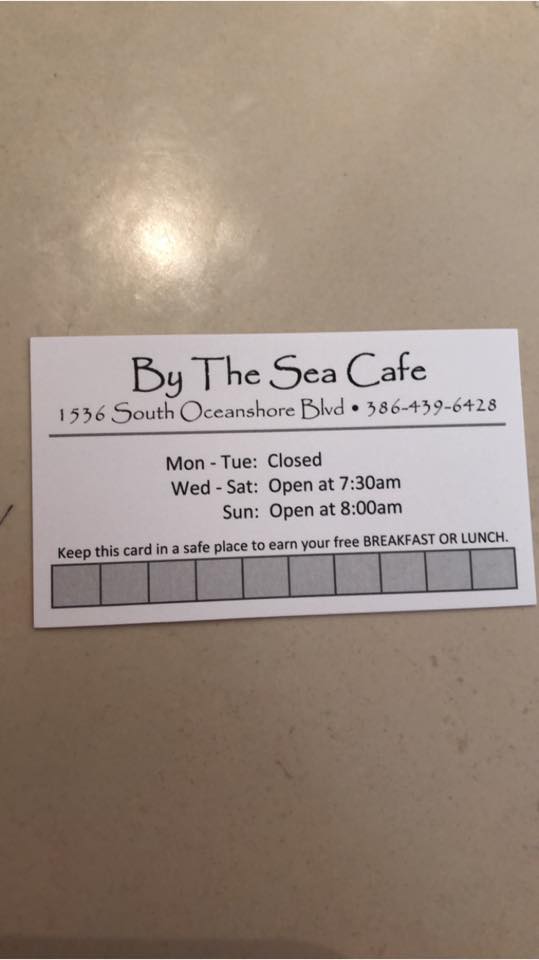 By The Sea Cafe
1536 South Oceanshore Blvd • 386-439-6428
Mon - Tue: Closed
Wed - Sat: Open at 7:30am
Sun: Open at 8:00am
Keep this card in a safe place to earn your free BREAKFAST OR LUNCH.